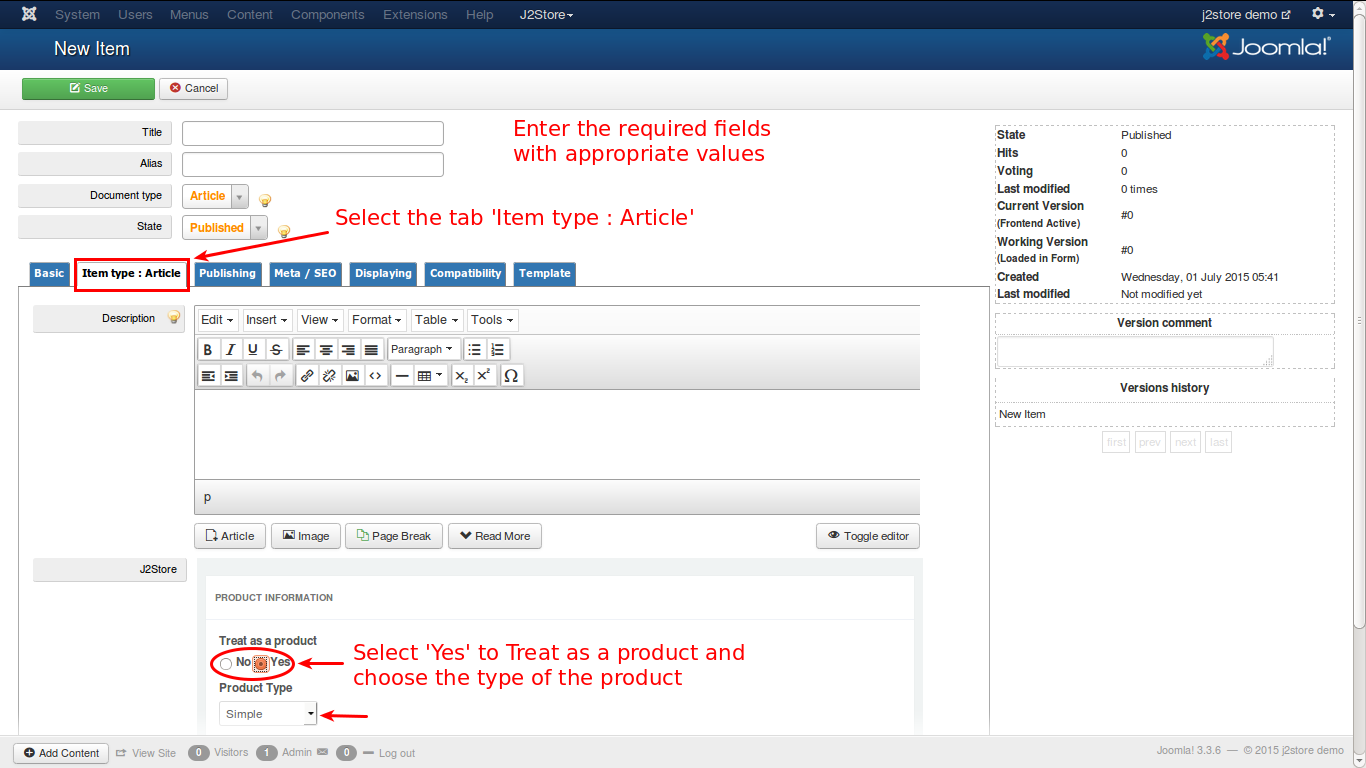 System Users Menus Content Components Extensions Help J2Store j2store demo
New Item Joomla!®
Save Cancel
Title
Alias
Document type Article
State Published
Enter the required fields
with appropriate values
Select the tab 'Item type : Article'
Basic Item type : Article Publishing Meta / SEO Displaying Compatibility Template
Description
Edit Insert View Format Table Tools
B I U S Paragraph
X₂ X² Ω
p
Article Image Page Break Read More Toggle editor
J2Store
PRODUCT INFORMATION
Treat as a product
No Yes
Select 'Yes' to Treat as a product and
choose the type of the product
Product Type
Simple
State Published
Hits 0
Voting 0
Last modified 0 times
Current Version
(Frontend Active) #0
Working Version
(Loaded in Form) #0
Created Wednesday, 01 July 2015 05:41
Last modified Not modified yet
Version comment
Versions history
New Item
first prev next last
Add Content View Site 0 Visitors 1 Admin 0 Log out Joomla! 3.3.6 — © 2015 j2store demo